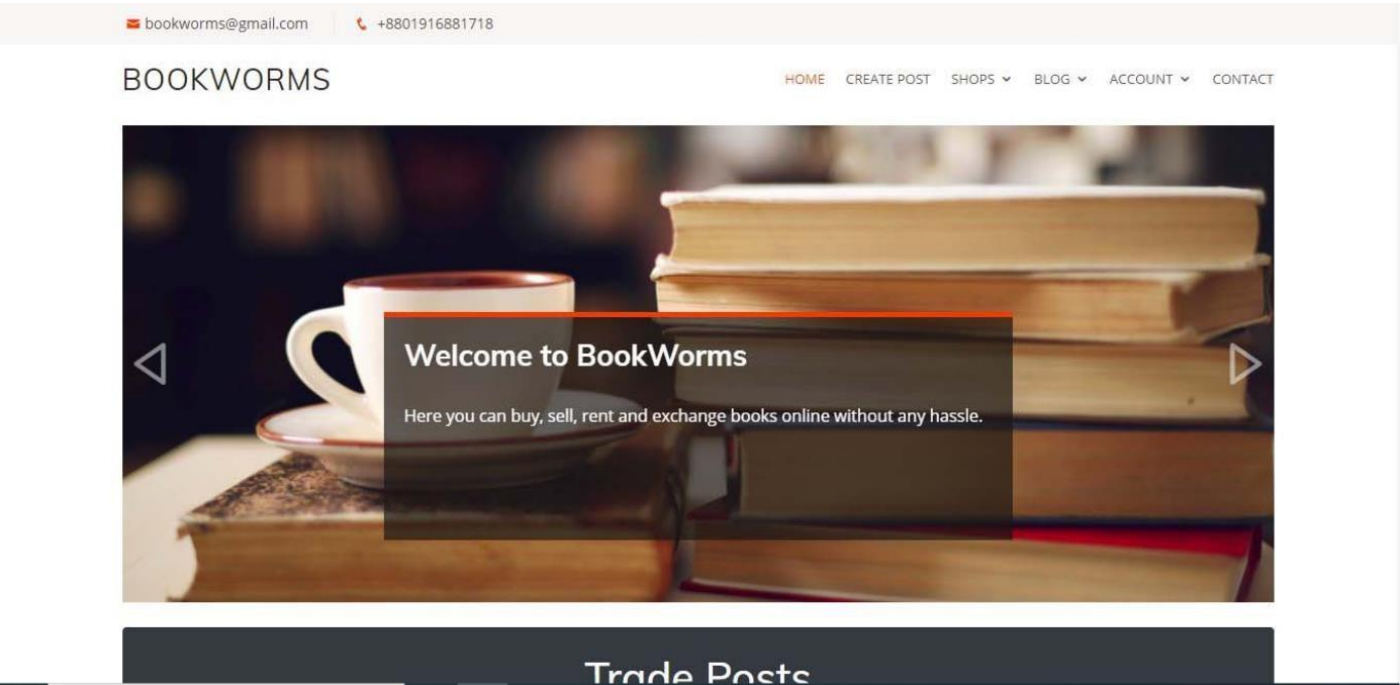 bookworms@gmail.com +8801916881718
BOOKWORMS
HOME CREATE POST SHOPS BLOG ACCOUNT CONTACT
Welcome to BookWorms
Here you can buy, sell, rent and exchange books online without any hassle.
Trade Posts